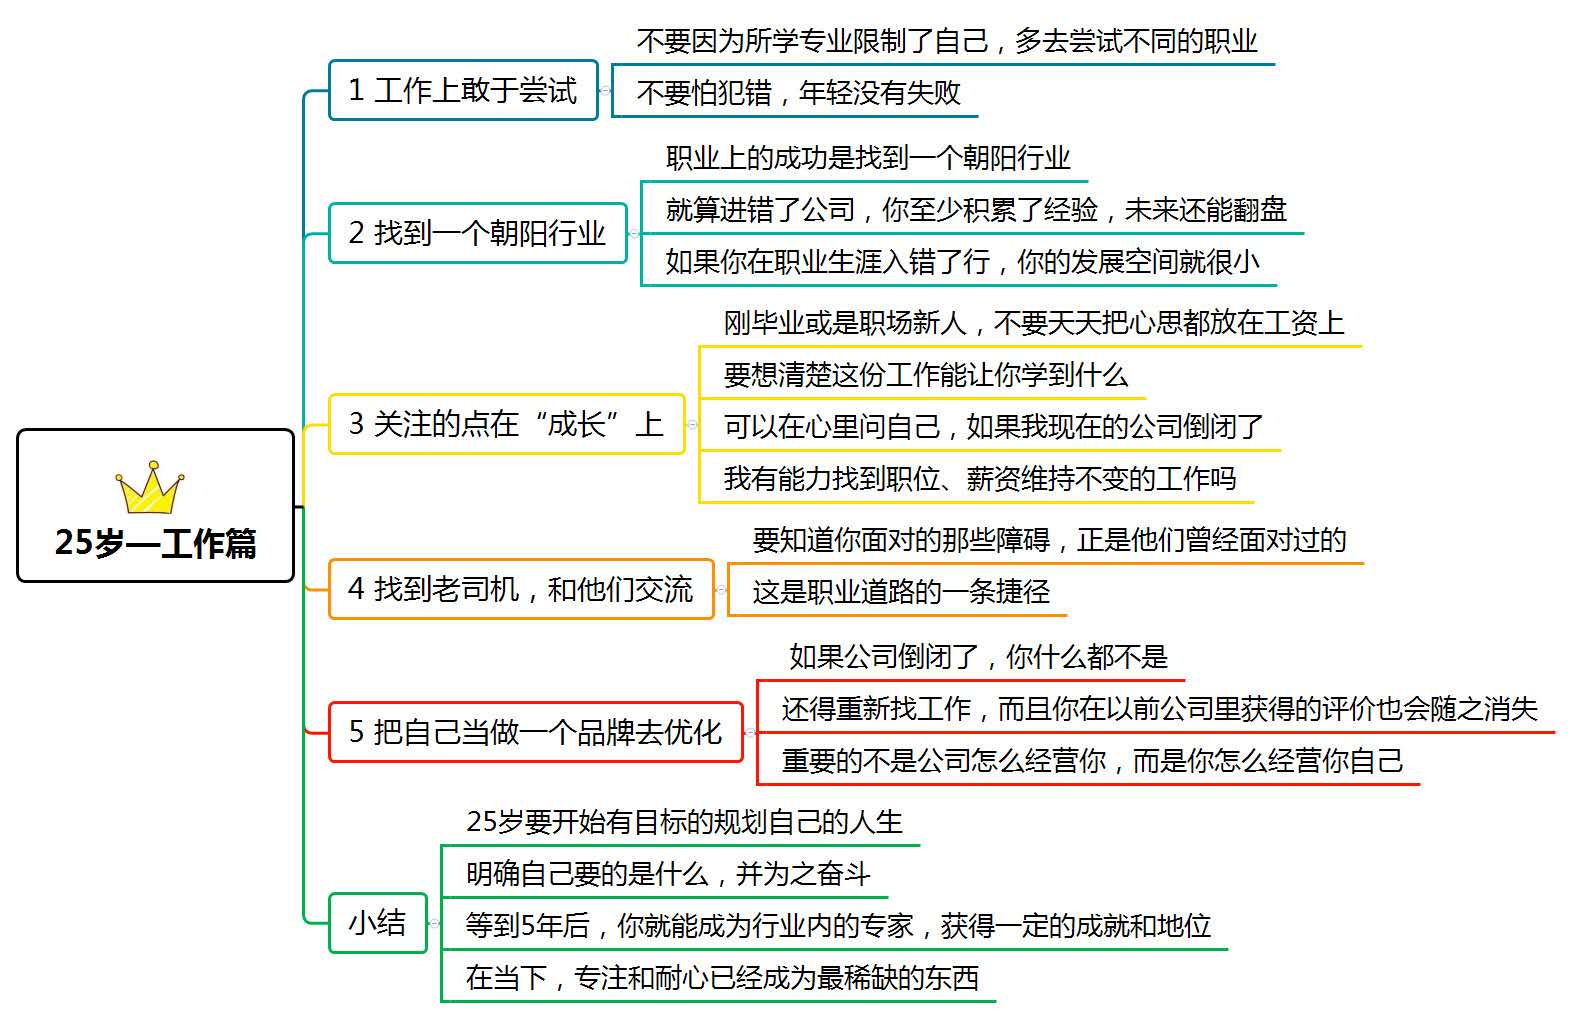 25岁—工作篇
1 工作上敢于尝试
不要因为所学专业限制了自己，多去尝试不同的职业
不要怕犯错，年轻没有失败
2 找到一个朝阳行业
职业上的成功是找到一个朝阳行业
就算进错了公司，你至少积累了经验，未来还能翻盘
如果你在职业生涯入错了行，你的发展空间就很小
3 关注的点在“成长”上
刚毕业或是职场新人，不要天天把心思都放在工资上
要想清楚这份工作能让你学到什么
可以在心里问自己，如果我现在的公司倒闭了
我有能力找到职位、薪资维持不变的工作吗
4 找到老司机，和他们交流
要知道你面对的那些障碍，正是他们曾经面对过的
这是职业道路的一条捷径
5 把自己当做一个品牌去优化
如果公司倒闭了，你什么都不是
还得重新找工作，而且你在以前公司里获得的评价也会随之消失
重要的不是公司怎么经营你，而是你怎么经营你自己
小结
25岁要开始有目标的规划自己的人生
明确自己要的是什么，并为之奋斗
等到5年后，你就能成为行业内的专家，获得一定的成就和地位
在当下，专注和耐心已经成为最稀缺的东西